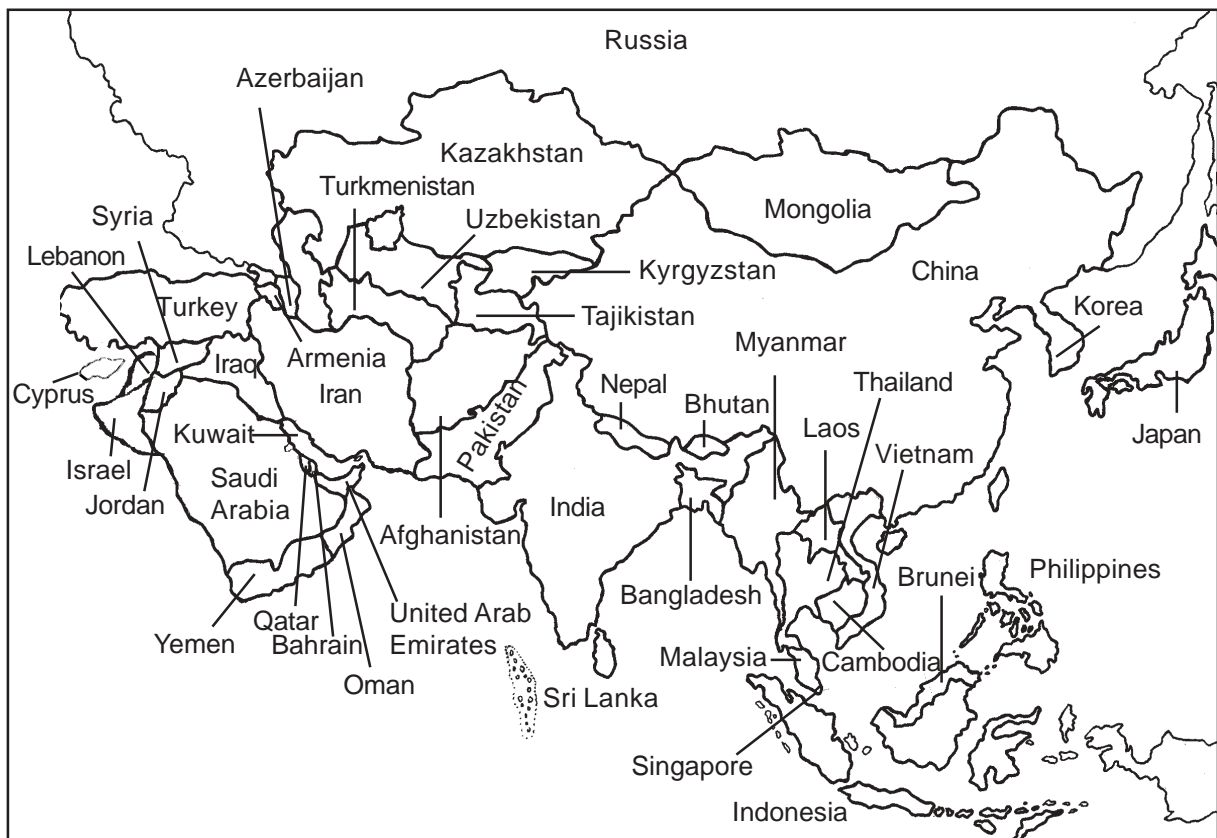 Russia
Azerbaijan
Kazakhstan
Turkmenistan
Mongolia
Syria
Uzbekistan
Lebanon
Kyrgyzstan
China
Turkey
Korea
Tajikistan
Armenia
Myanmar
Iraq
Cyprus
Iran
Nepal
Thailand
Pakistan
Bhutan
Laos
Japan
Kuwait
Vietnam
Israel
Saudi
Arabia
Jordan
India
Afghanistan
Philippines
Brunei
Bangladesh
Qatar
United Arab
Emirates
Yemen
Bahrain
Malaysia
Cambodia
Oman
Sri Lanka
Singapore
Indonesia